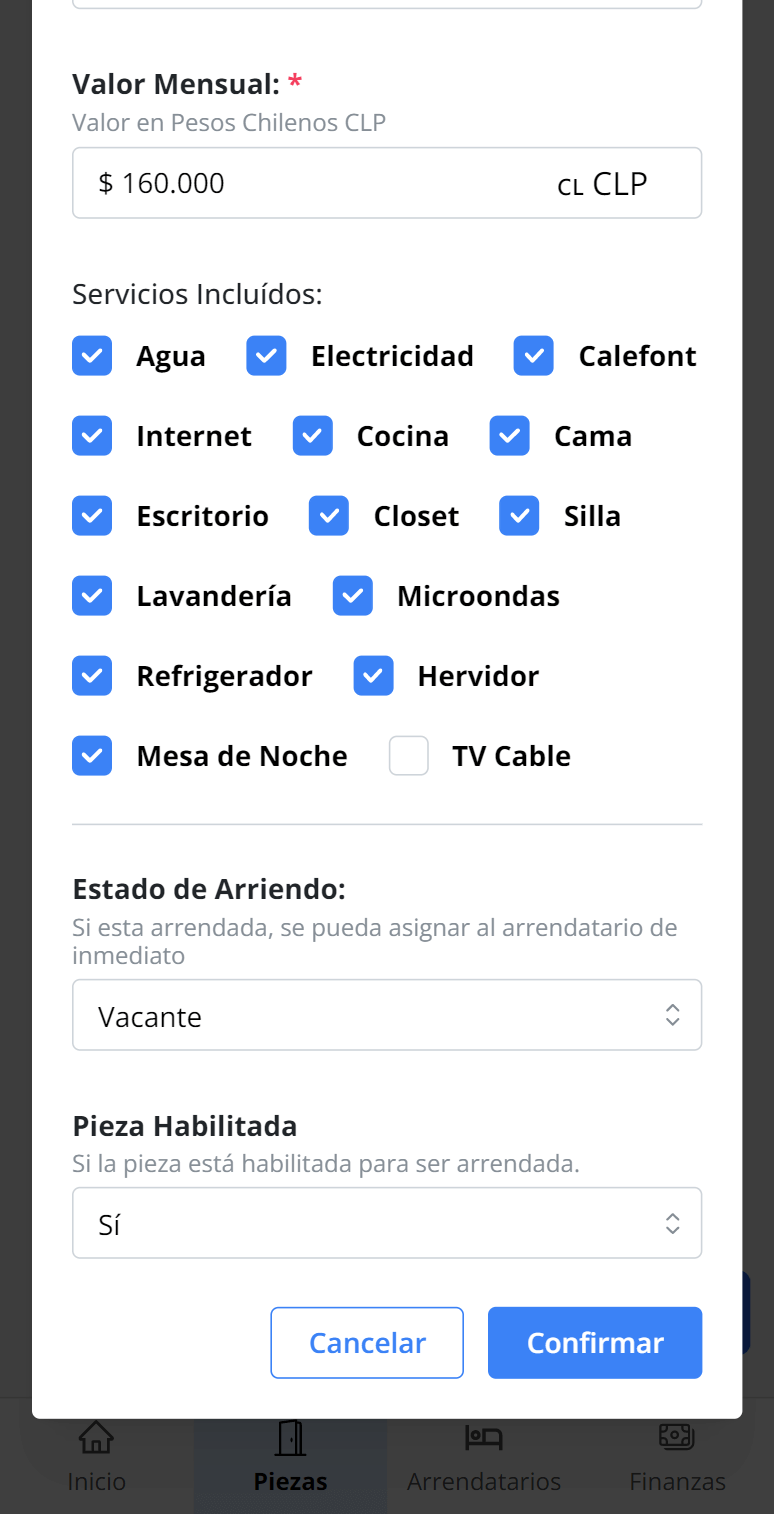 Valor Mensual: *
Valor en Pesos Chilenos CLP
$ 160.000 CL CLP
Servicios Incluídos:
Agua Electricidad Calefont
Internet Cocina Cama
Escritorio Closet Silla
Lavandería Microondas
Refrigerador Hervidor
Mesa de Noche TV Cable
Estado de Arriendo:
Si esta arrendada, se pueda asignar al arrendatario de
inmediato
Vacante
Pieza Habilitada
Si la pieza está habilitada para ser arrendada.
Sí
Cancelar Confirmar
Inicio Piezas Arrendatarios Finanzas